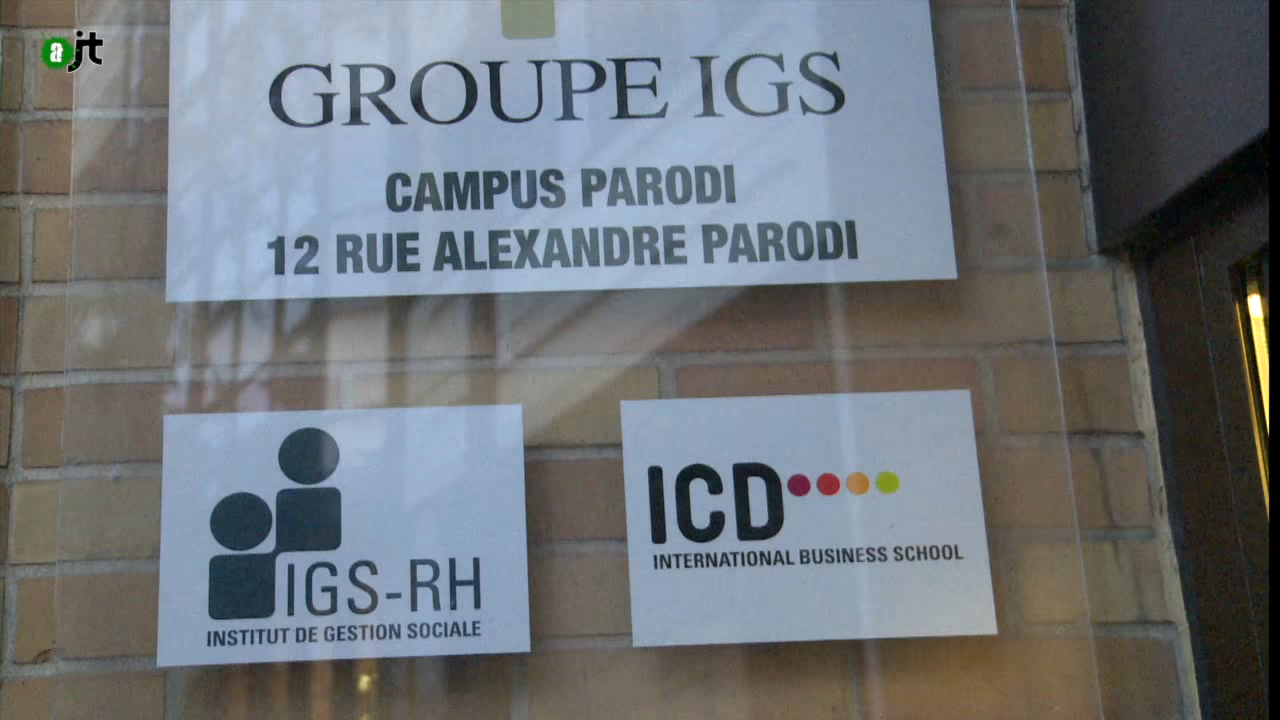 ajt
GROUPE IGS
CAMPUS PARODI
12 RUE ALEXANDRE PARODI
IGS-RH
INSTITUT DE GESTION SOCIALE
ICD
INTERNATIONAL BUSINESS SCHOOL